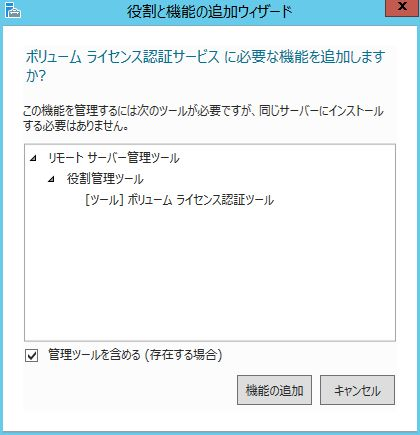 役割と機能の追加ウィザード
x
ボリューム ライセンス認証サービス に必要な機能を追加します
か?
この機能を管理するには次のツールが必要ですが、同じサーバーにインストール
する必要はありません。
リモート サーバー管理ツール
役割管理ツール
[ツール] ボリューム ライセンス認証ツール
管理ツールを含める (存在する場合)
機能の追加
キャンセル